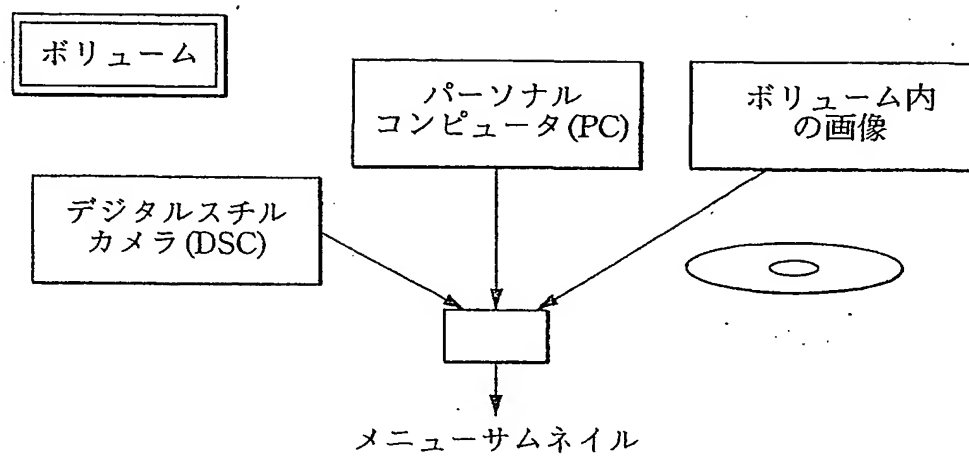 ボリューム
パーソナル
コンピュータ(PC)
ボリューム内
の画像
デジタルスチル
カメラ(DSC)
メニューサムネイル